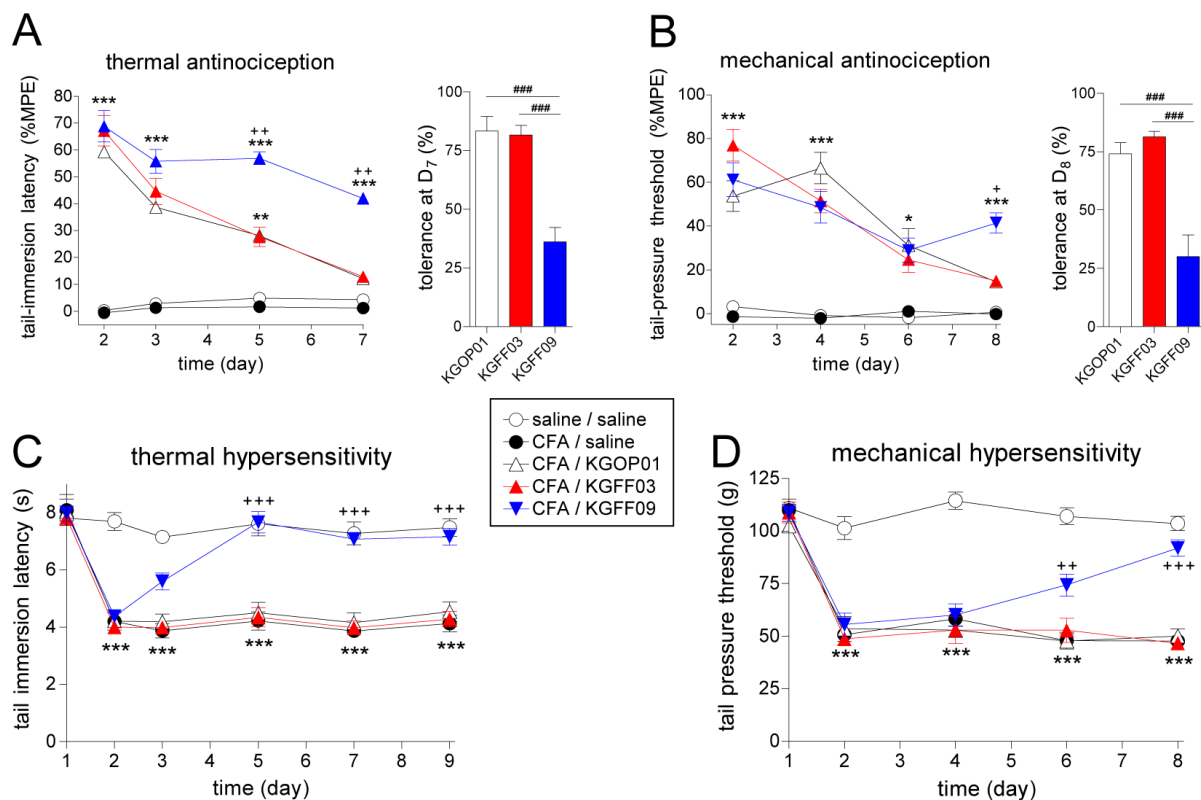 A
thermal antinociception
tail-immersion latency (%MPE)
80
70
60
50
40
30
20
10
0
***
***
++
***
++
***
**
2 3 4 5 6 7
time (day)
tolerance at D7 (%)
100
75
50
25
0
###
###
KGOP01
KGFF03
KGFF09
B
mechanical antinociception
tail-pressure threshold (%MPE)
100
80
60
40
20
0
***
***
*
+
***
2 3 4 5 6 7 8
time (day)
tolerance at D8 (%)
100
75
50
25
0
###
###
KGOP01
KGFF03
KGFF09
saline / saline
CFA / saline
CFA / KGOP01
CFA / KGFF03
CFA / KGFF09
C
thermal hypersensitivity
tail immersion latency (s)
8
6
4
2
0
+++
+++
+++
***
***
***
***
***
1 2 3 4 5 6 7 8 9
time (day)
D
mechanical hypersensitivity
tail pressure threshold (g)
125
100
75
50
25
0
++
+++
***
***
***
***
1 2 3 4 5 6 7 8
time (day)